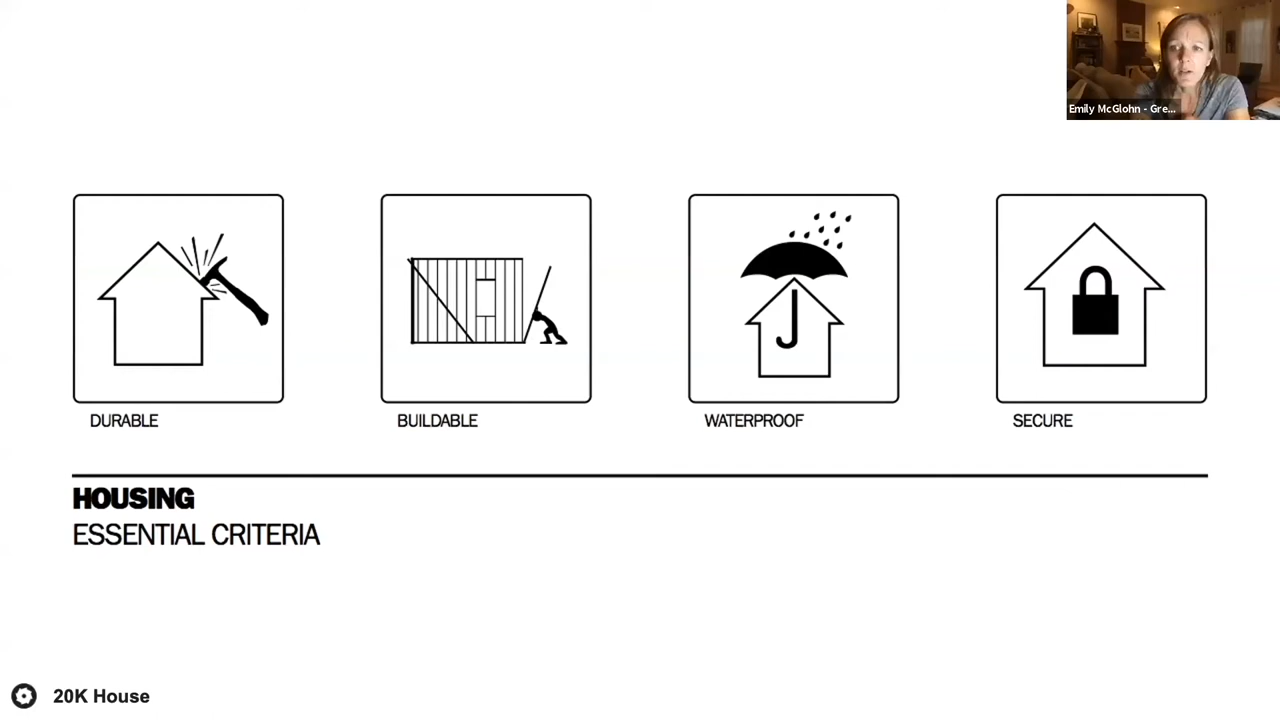 Emily McGlohn - Gre...
DURABLE
BUILDABLE
WATERPROOF
SECURE
HOUSING
ESSENTIAL CRITERIA
20K House